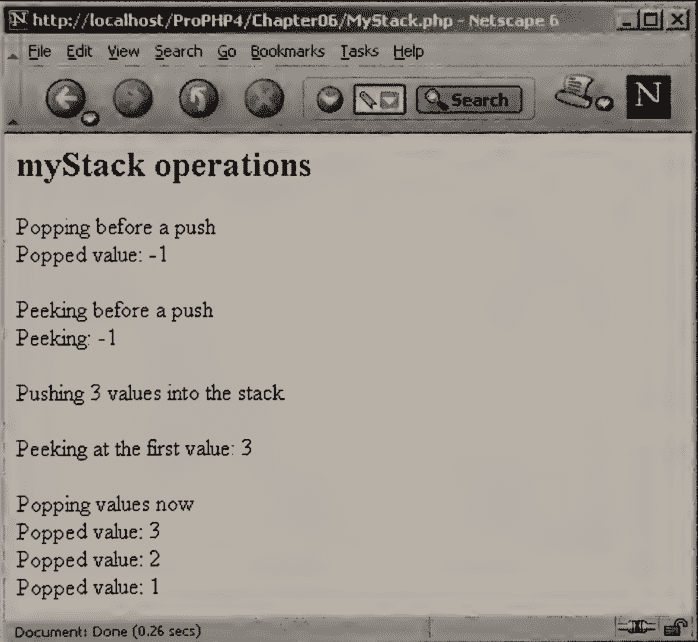 N http://localhost/ProPHP4/Chapter06/MyStack.php - Netscape 6
File Edit View Search Go Bookmarks Tasks Help
Search
N
myStack operations
Popping before a push
Popped value: -1
Peeking before a push
Peeking: -1
Pushing 3 values into the stack
Peeking at the first value: 3
Popping values now
Popped value: 3
Popped value: 2
Popped value: 1
Document: Done (0.26 secs)